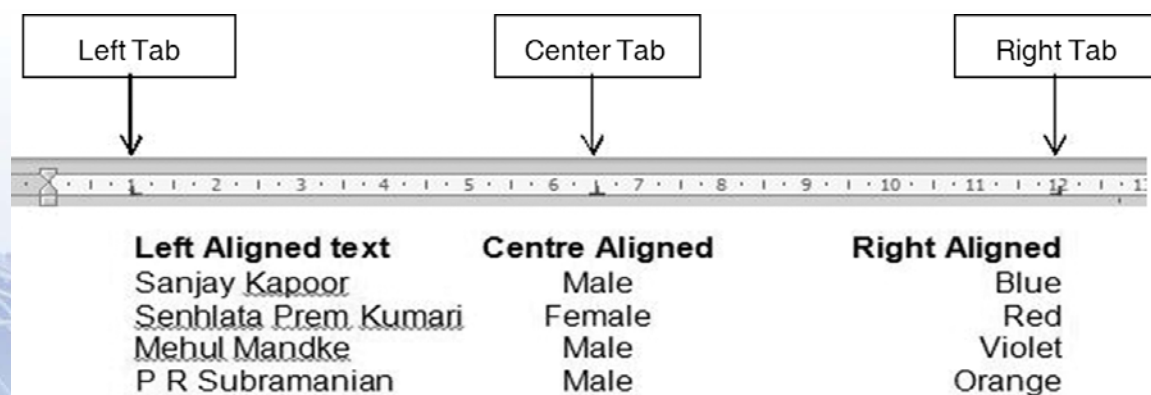 Left Tab Center Tab Right Tab
1 2 3 4 5 6 7 8 9 10 11 12
Left Aligned text Centre Aligned Right Aligned
Sanjay Kapoor Male Blue
Senhlata Prem Kumari Female Red
Mehul Mandke Male Violet
P R Subramanian Male Orange